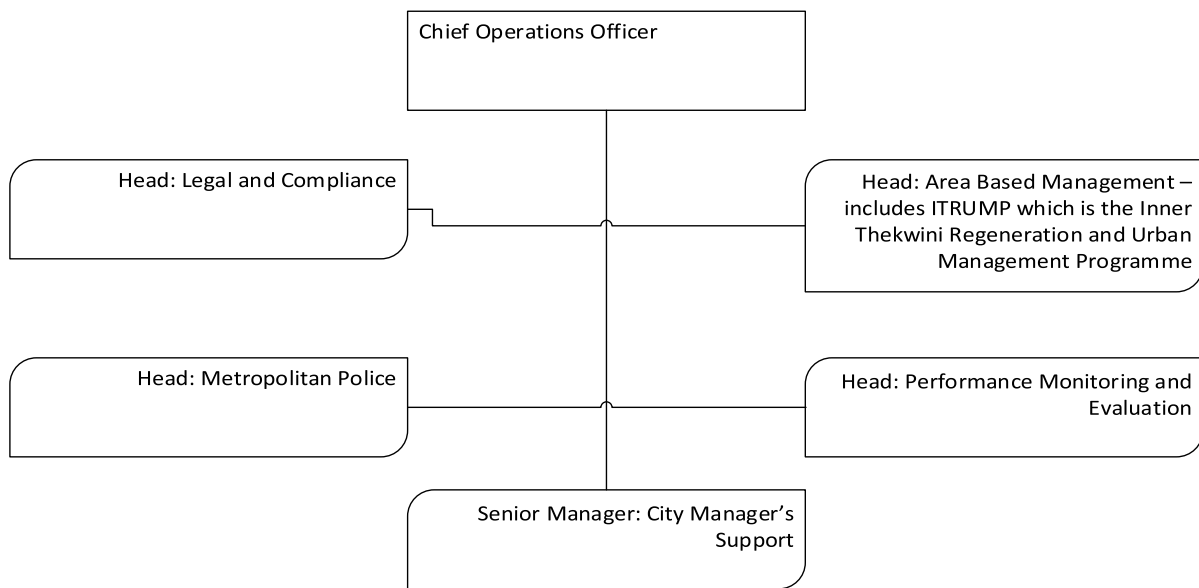 Chief Operations Officer
Head: Legal and Compliance
Head: Area Based Management –
includes ITRUMP which is the Inner
Thekwini Regeneration and Urban
Management Programme
Head: Metropolitan Police
Head: Performance Monitoring and
Evaluation
Senior Manager: City Manager’s
Support